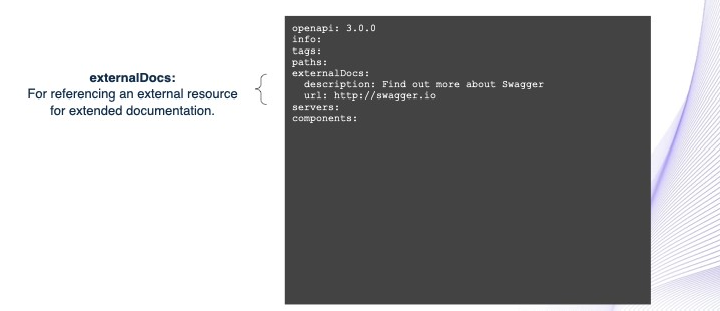 externalDocs:
For referencing an external resource
for extended documentation.
openapi: 3.0.0
info:
tags:
paths:
externalDocs:
  description: Find out more about Swagger
  url: http://swagger.io
servers:
components: